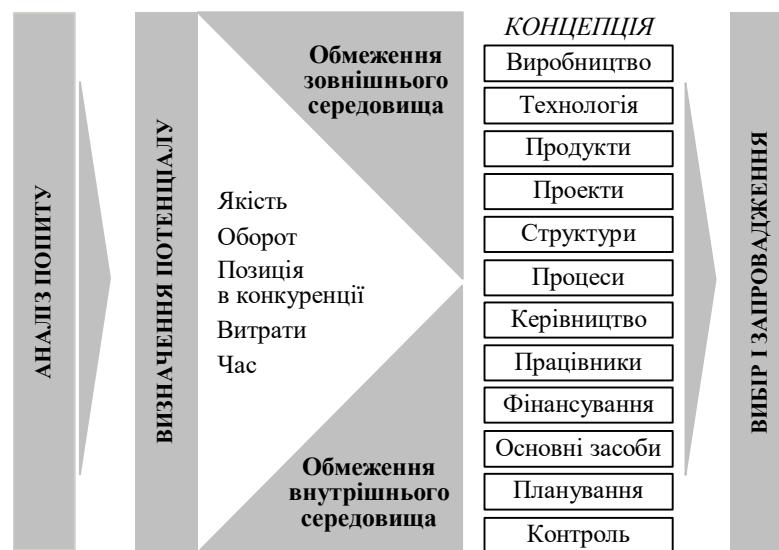 АНАЛІЗ ПОПИТУ
ВИЗНАЧЕННЯ ПОТЕНЦІАЛУ
Обмеження
зовнішнього
середовища
Якість
Оборот
Позиція
в конкуренції
Витрати
Час
Обмеження
внутрішнього
середовища
КОНЦЕПЦІЯ
Виробництво
Технологія
Продукти
Проекти
Структури
Процеси
Керівництво
Працівники
Фінансування
Основні засоби
Планування
Контроль
ВИБІР І ЗАПРОВАДЖЕННЯ